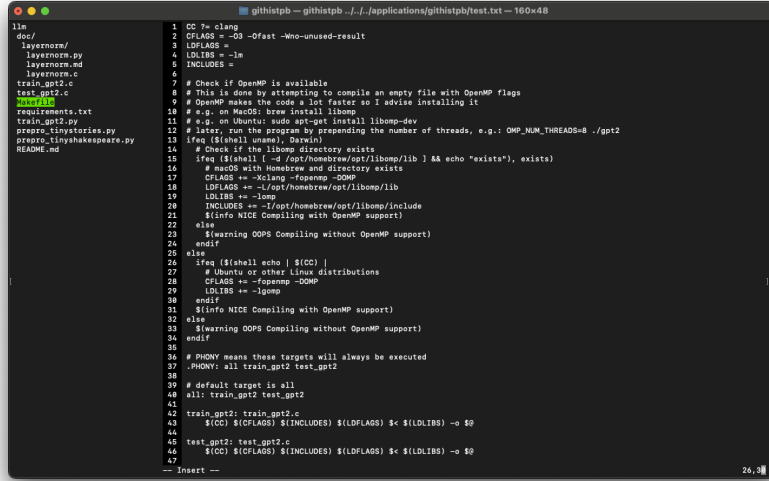 githistpb — githistpb ../../../applications/githistpb/test.txt — 160×48
llm
doc/
layernorm/
layernorm.py
layernorm.md
layernorm.c
train_gpt2.c
test_gpt2.c
Makefile
requirements.txt
train_gpt2.py
prepro_tinystories.py
prepro_tinyshakespeare.py
README.md
1 CC ?= clang
2 CFLAGS = -O3 -Ofast -Wno-unused-result
3 LDFLAGS =
4 LDLIBS = -lm
5 INCLUDES =
6
7 # Check if OpenMP is available
8 # This is done by attempting to compile an empty file with OpenMP flags
9 # OpenMP makes the code a lot faster so I advise installing it
10 # e.g. on MacOS: brew install libomp
11 # e.g. on Ubuntu: sudo apt-get install libomp-dev
12 # later, run the program by prepending the number of threads, e.g.: OMP_NUM_THREADS=8 ./gpt2
13 ifeq ($(shell uname), Darwin)
14 # Check if the libomp directory exists
15 ifeq ($(shell [ -d /opt/homebrew/opt/libomp/lib ] && echo "exists"), exists)
16 # macOS with Homebrew and directory exists
17 CFLAGS += -Xclang -fopenmp -DOMP
18 LDFLAGS += -L/opt/homebrew/opt/libomp/lib
19 LDLIBS += -lomp
20 INCLUDES += -I/opt/homebrew/opt/libomp/include
21 $(info NICE Compiling with OpenMP support)
22 else
23 $(warning OOPS Compiling without OpenMP support)
24 endif
25 else
26 ifeq ($(shell echo | $(CC) |
27 # Ubuntu or other Linux distributions
28 CFLAGS += -fopenmp -DOMP
29 LDLIBS += -lgomp
30 endif
31 $(info NICE Compiling with OpenMP support)
32 else
33 $(warning OOPS Compiling without OpenMP support)
34 endif
35
36 # PHONY means these targets will always be executed
37 .PHONY: all train_gpt2 test_gpt2
38
39 # default target is all
40 all: train_gpt2 test_gpt2
41
42 train_gpt2: train_gpt2.c
43 $(CC) $(CFLAGS) $(INCLUDES) $(LDFLAGS) $< $(LDLIBS) -o $@
44
45 test_gpt2: test_gpt2.c
46 $(CC) $(CFLAGS) $(INCLUDES) $(LDFLAGS) $< $(LDLIBS) -o $@
47
-- Insert -- 26,30